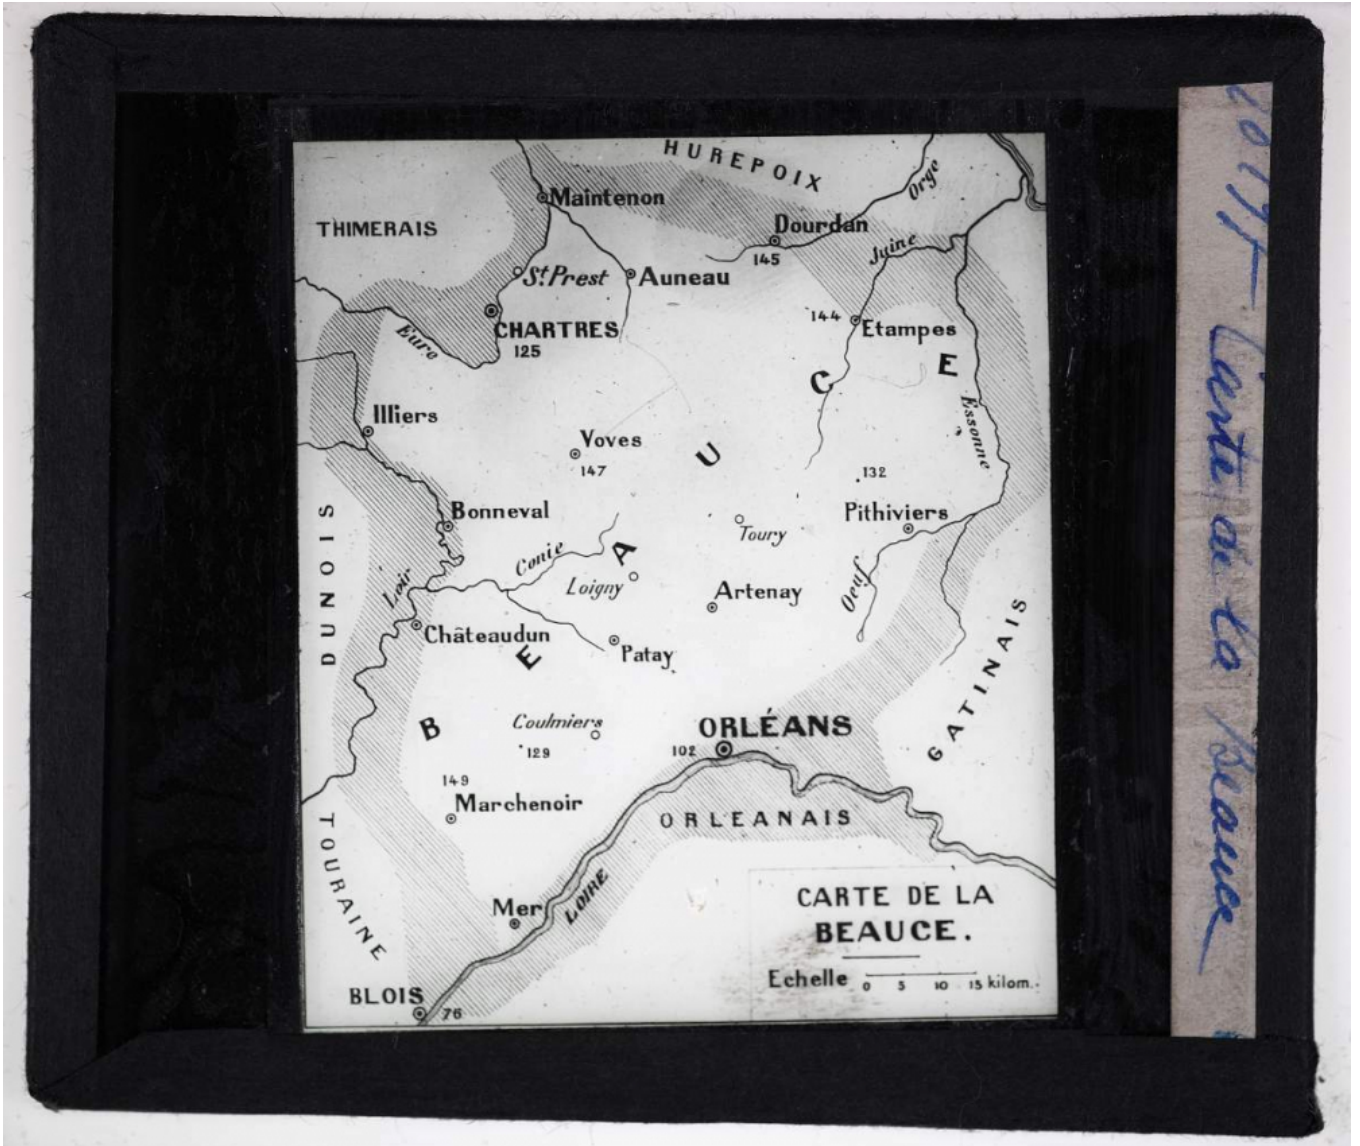 HUREPOIX
Orge
Maintenon
THIMERAIS
Dourdan
145
Juine
St. Prest
Auneau
CHARTRES
125
Eure
144
Etampes
C
E
Essonne
Illiers
Voves
147
U
132
Bonneval
Pithiviers
Toury
Conie
A
Loigny
Artenay
Oeuf
DUNOIS
Loir
Châteaudun
E
Patay
GATINAIS
B
Coulmiers
129
ORLÉANS
102
149
Marchenoir
ORLEANAIS
TOURAINE
LOIRE
Mer
CARTE DE LA
BEAUCE.
Echelle 0 5 10 15 kilom.
BLOIS
76
Carte de la Beauce